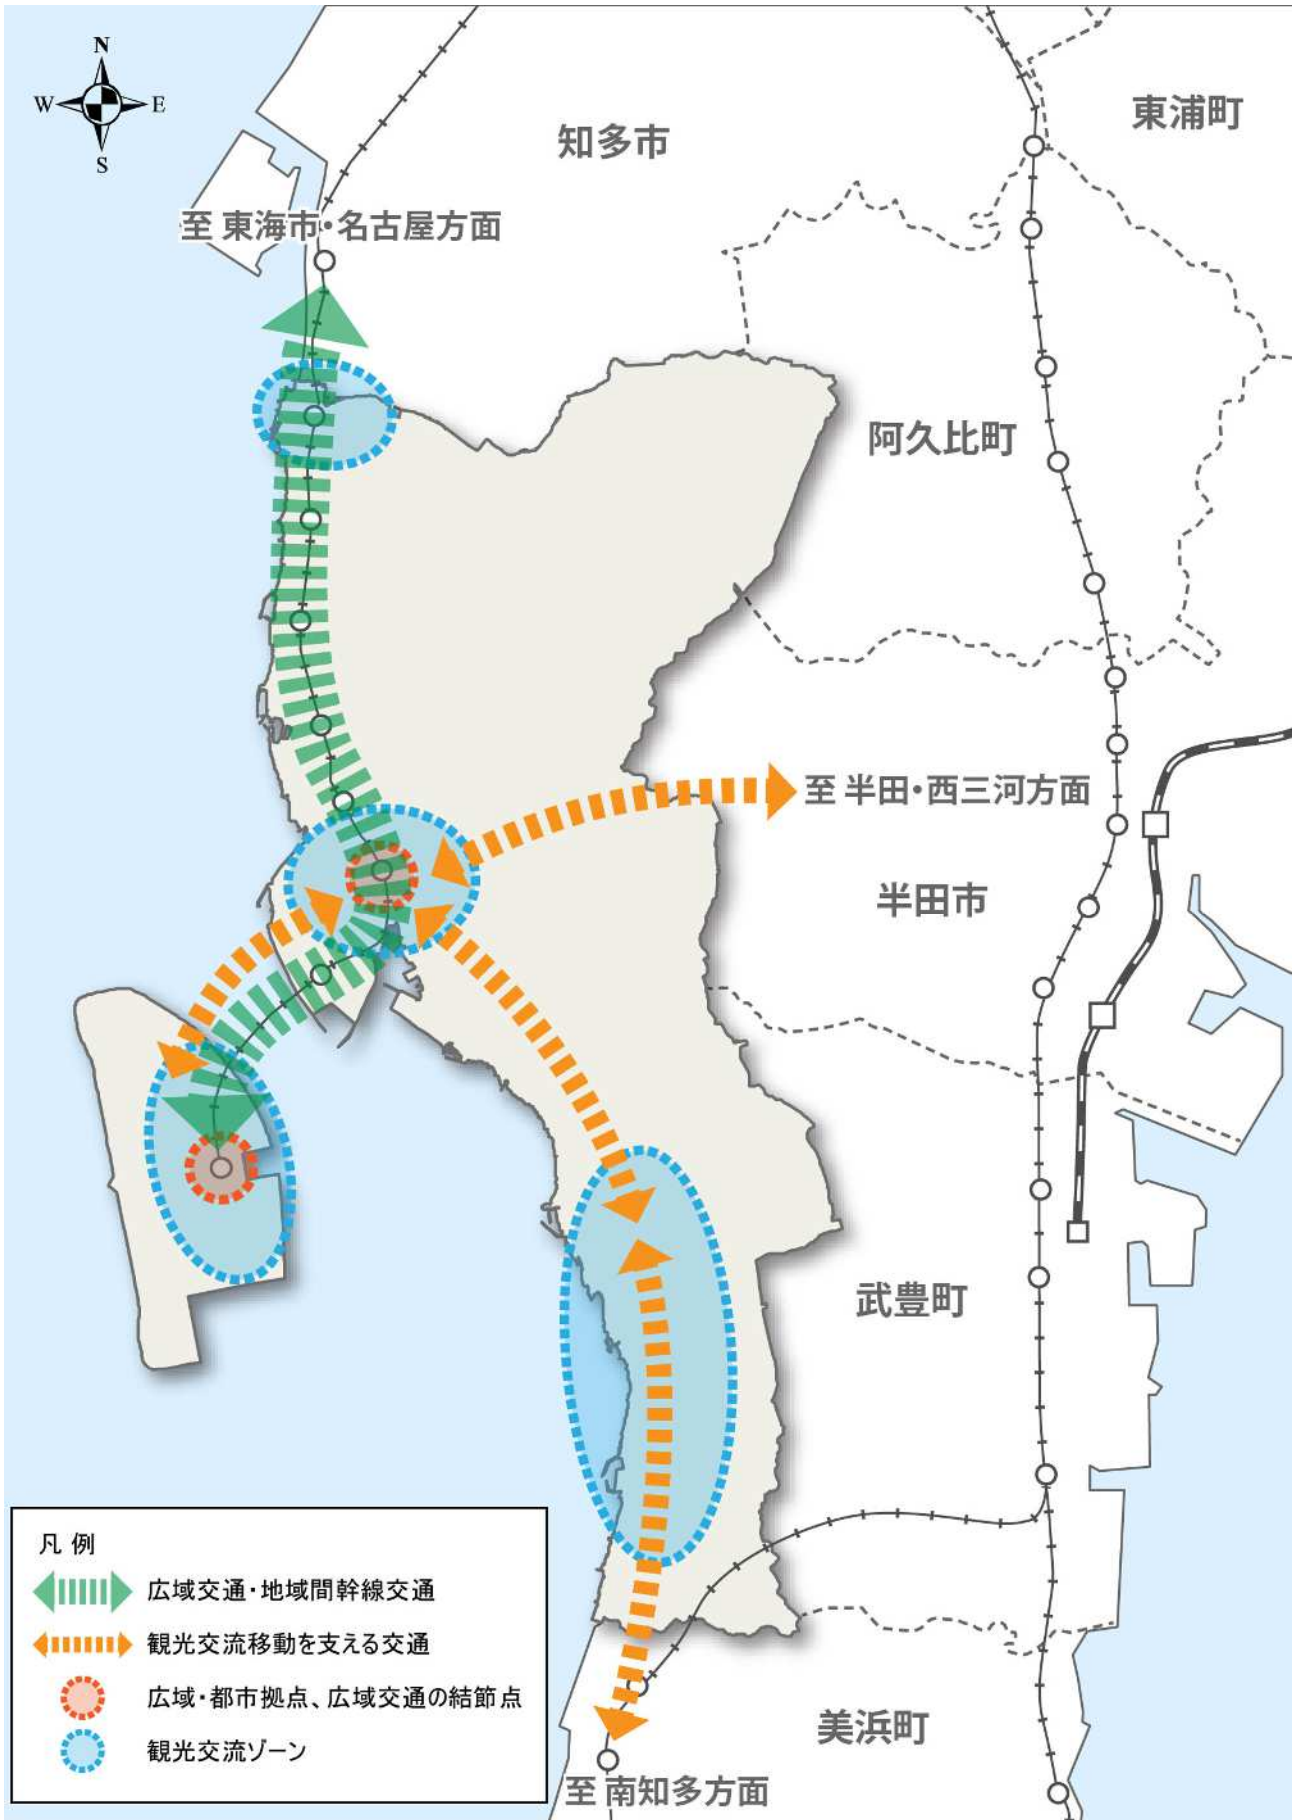 N
W E
S
東浦町
知多市
至 東海市・名古屋方面
阿久比町
至 半田・西三河方面
半田市
武豊町
凡 例
広域交通・地域間幹線交通
観光交流移動を支える交通
広域・都市拠点、広域交通の結節点
観光交流ゾーン
美浜町
至 南知多方面